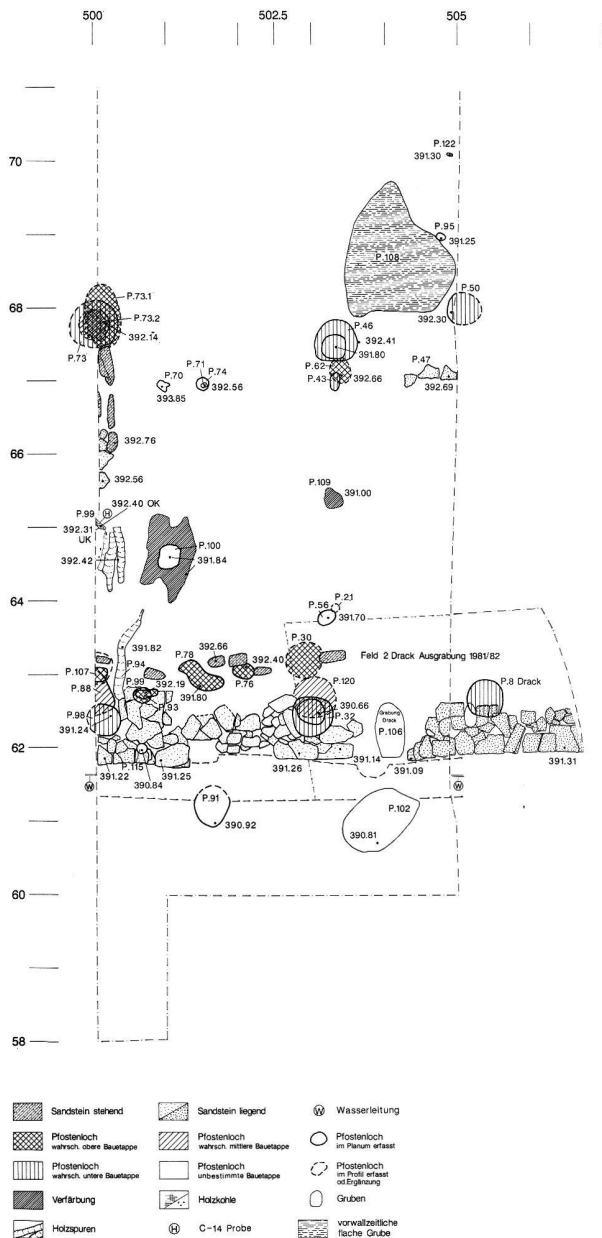 500 502.5 505
70
P.122
391.30
P.95
391.25
P.108
P.73.1
P.50
68
P.73.2
P.46
392.30
392.14
392.41
P.73
391.80
P.71
P.62
P.47
P.70
P.74
P.43
392.66
392.56
393.85
392.69
392.76
66
392.56
P.109
391.00
392.40 OK
P.99
H
392.31
UK
P.100
392.42
391.84
64
P.21
P.56
391.70
391.82
P.78
392.66
P.30
P.94
392.40
Feld 2 Drack Ausgrabung 1981/82
P.107
P.99
392.19
P.76
P.120
P.8 Drack
P.88
391.80
390.66
P.93
P.32
P.98
Grabung
Drack
391.24
P.106
62
391.22
P.115
391.25
391.26
391.14
391.09
391.31
390.84
W
W
P.91
P.102
390.92
390.81
60
58
Sandstein stehend
Sandstein liegend
W Wasserleitung
Pfostenloch
wahrsch. obere Bauetappe
Pfostenloch
wahrsch. mittlere Bauetappe
Pfostenloch
im Planum erfasst
Pfostenloch
wahrsch. untere Bauetappe
Pfostenloch
unbestimmte Bauetappe
Pfostenloch
im Profil erfasst
od. Ergänzung
Verfärbung
Holzkohle
Gruben
Holzspuren
H C-14 Probe
vorwallzeitliche
flache Grube